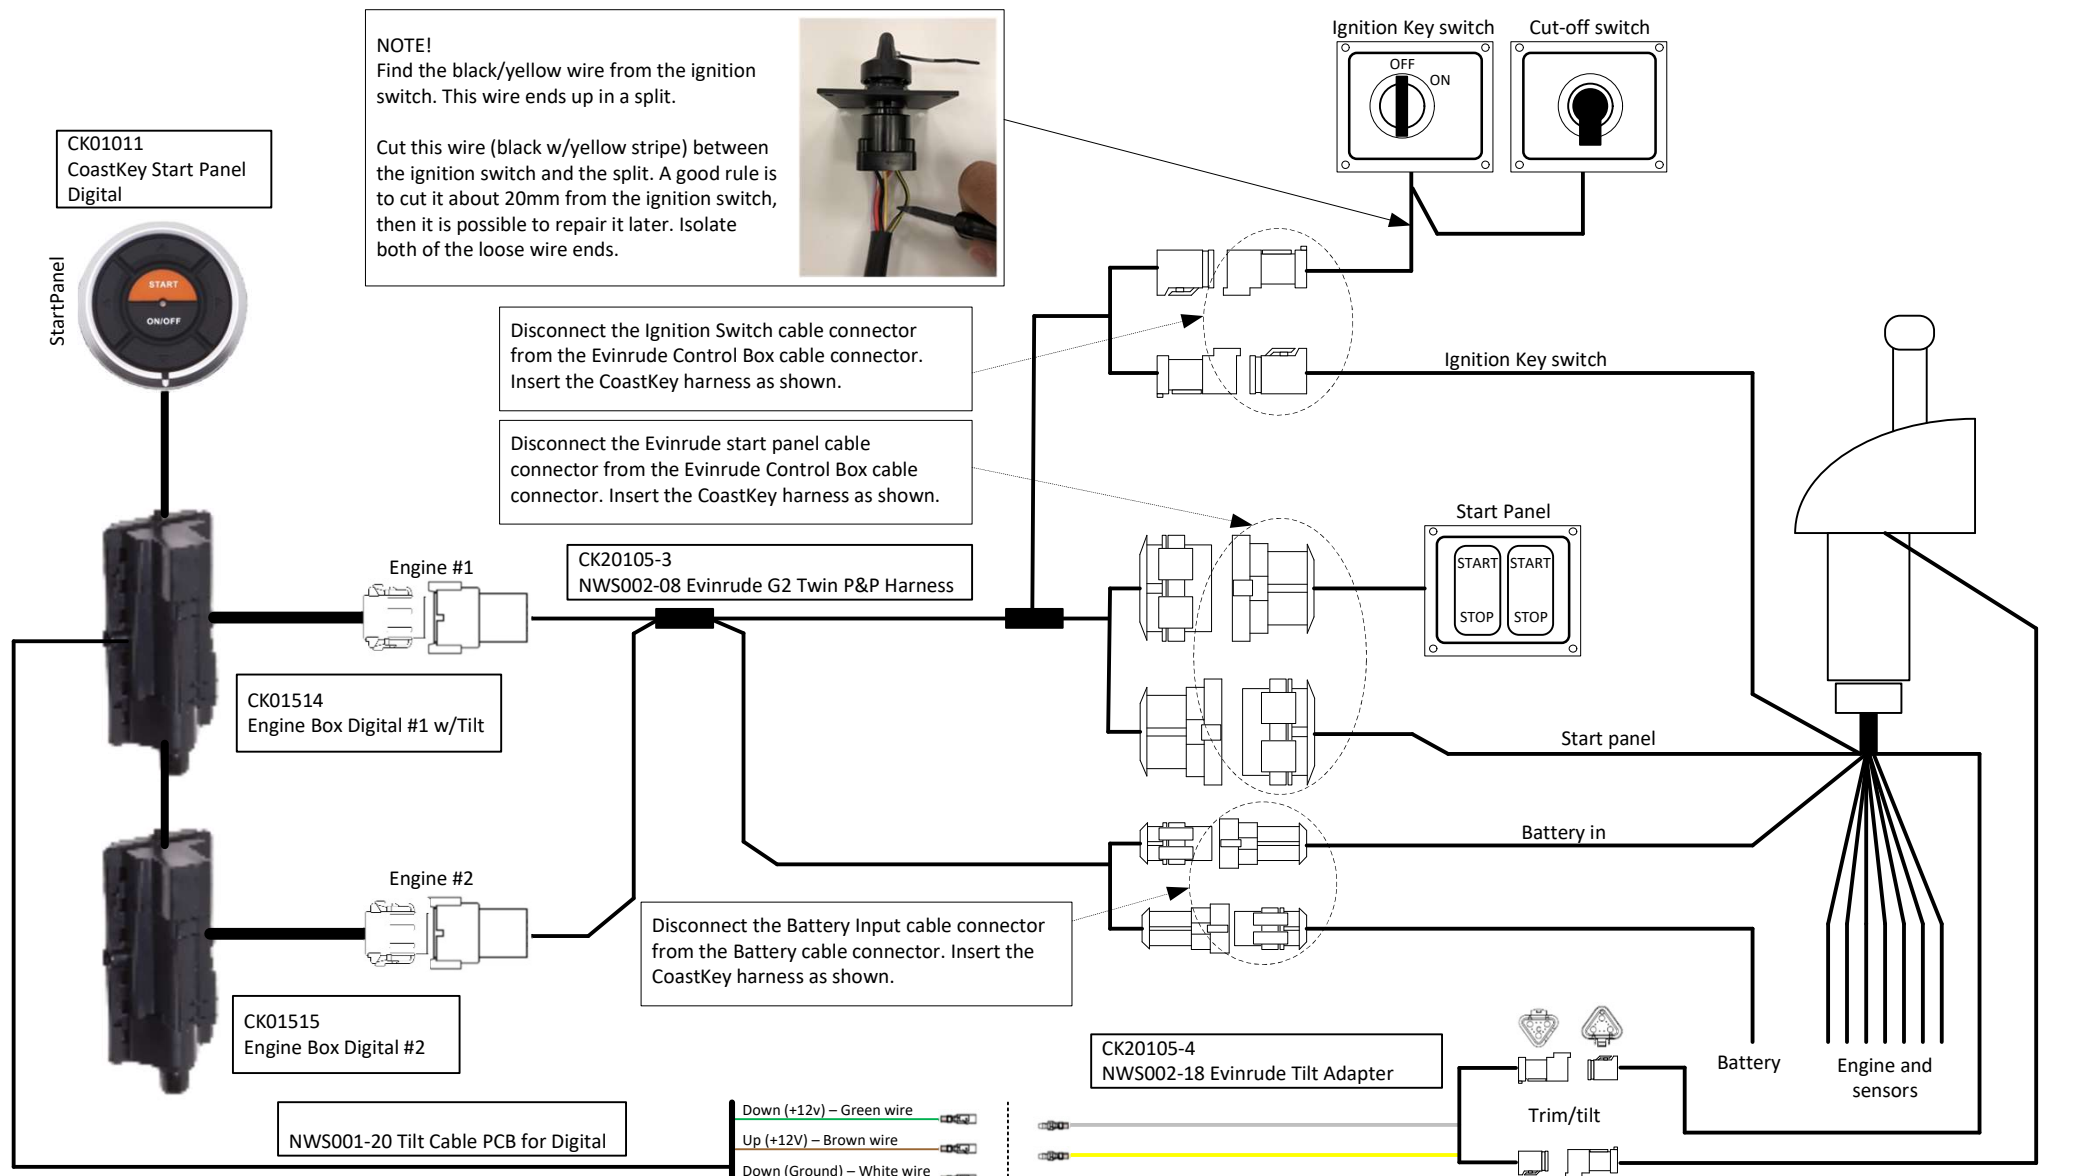 NOTE!
Find the black/yellow wire from the ignition
switch. This wire ends up in a split.
Cut this wire (black w/yellow stripe) between
the ignition switch and the split. A good rule is
to cut it about 20mm from the ignition switch,
then it is possible to repair it later. Isolate
both of the loose wire ends.
Ignition Key switch
Cut-off switch
OFF
ON
CK01011
CoastKey Start Panel
Digital
StartPanel
START
ON/OFF
Disconnect the Ignition Switch cable connector
from the Evinrude Control Box cable connector.
Insert the CoastKey harness as shown.
Ignition Key switch
Disconnect the Evinrude start panel cable
connector from the Evinrude Control Box cable
connector. Insert the CoastKey harness as shown.
Start Panel
START START
STOP STOP
Engine #1
CK20105-3
NWS002-08 Evinrude G2 Twin P&P Harness
CK01514
Engine Box Digital #1 w/Tilt
Start panel
Battery in
Engine #2
Disconnect the Battery Input cable connector
from the Battery cable connector. Insert the
CoastKey harness as shown.
CK01515
Engine Box Digital #2
CK20105-4
NWS002-18 Evinrude Tilt Adapter
Battery
Engine and
sensors
Trim/tilt
NWS001-20 Tilt Cable PCB for Digital
Down (+12v) – Green wire
Up (+12V) – Brown wire
Down (Ground) – White wire